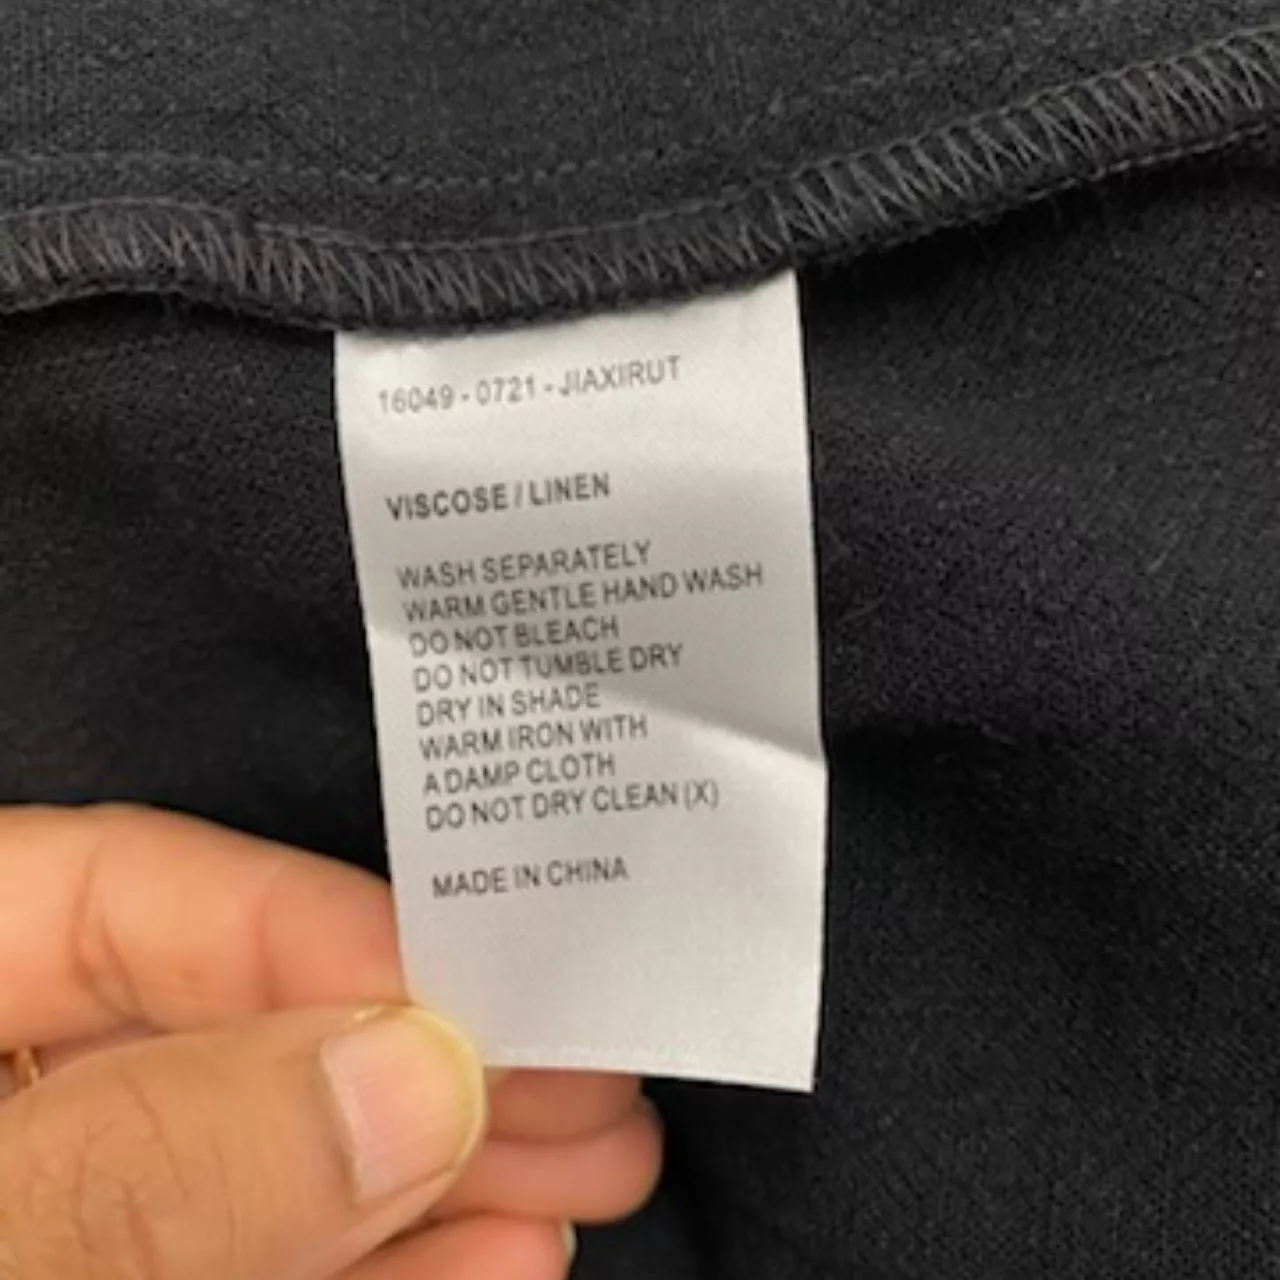 16049 - 0721 - JIAXIRUT
VISCOSE / LINEN
WASH SEPARATELY
WARM GENTLE HAND WASH
DO NOT BLEACH
DO NOT TUMBLE DRY
DRY IN SHADE
WARM IRON WITH
A DAMP CLOTH
DO NOT DRY CLEAN (X)
MADE IN CHINA